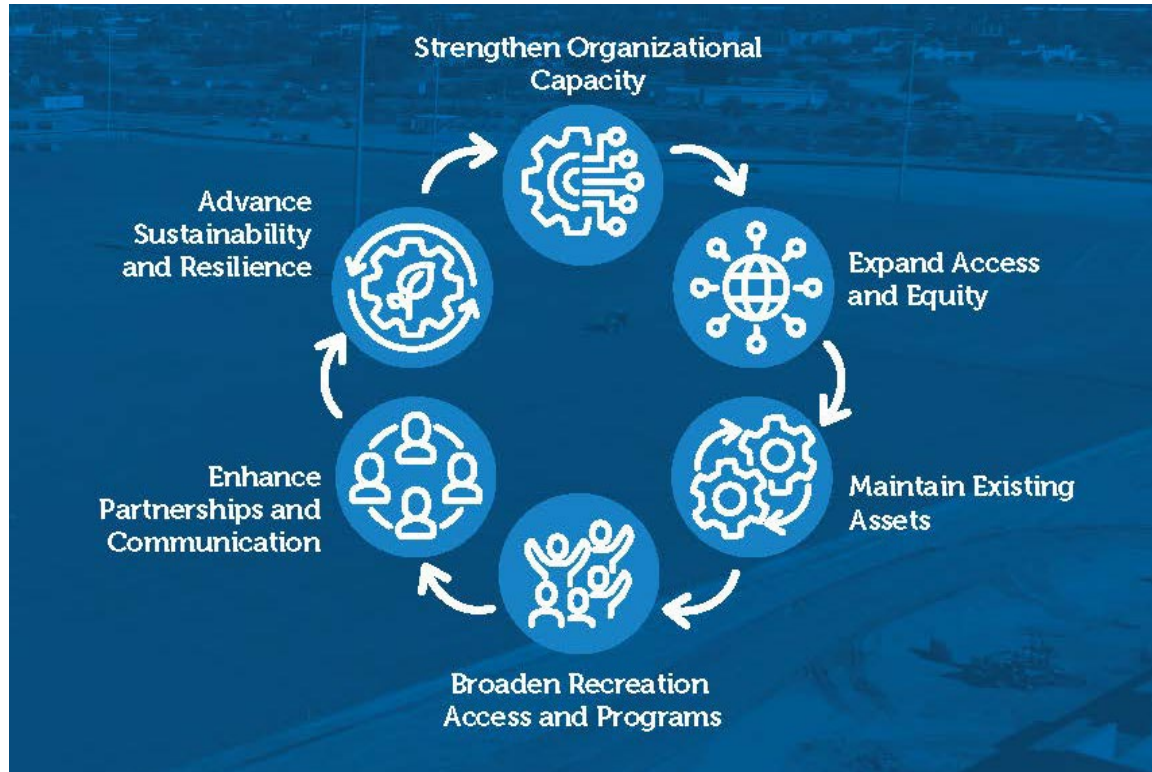 Strengthen Organizational
Capacity
Expand Access
and Equity
Maintain Existing
Assets
Broaden Recreation
Access and Programs
Enhance
Partnerships and
Communication
Advance
Sustainability
and Resilience